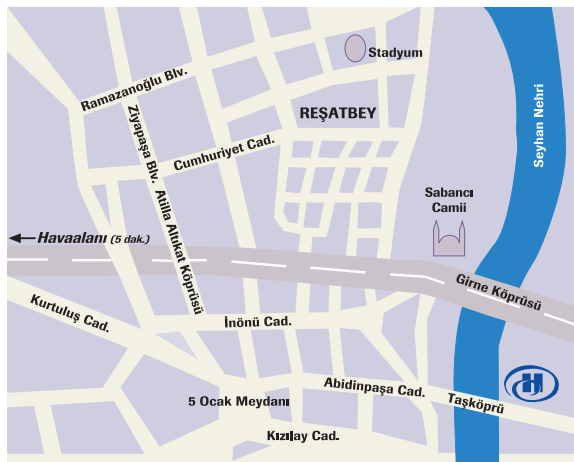 Stadyum
Ramazanoğlu Blv.
REŞATBEY
Ziyapaşa Blv.
Cumhuriyet Cad.
Seyhan Nehri
Sabancı
Camii
Atilla Altıkat Köprüsü
Havaalanı (5 dak.)
Girne Köprüsü
Kurtuluş Cad.
İnönü Cad.
Abidinpaşa Cad.
Taşköprü
5 Ocak Meydanı
Kızılay Cad.
H